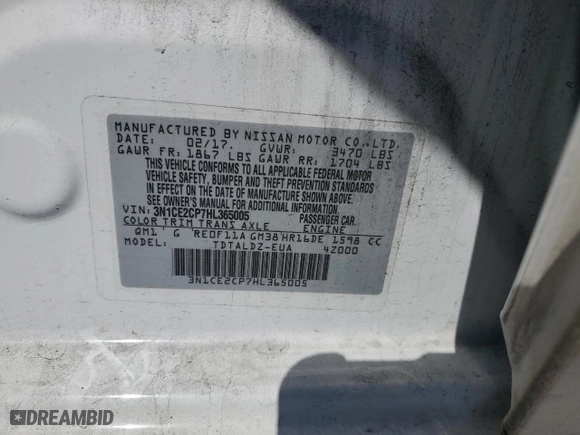 MANUFACTURED BY NISSAN MOTOR CO., LTD.
DATE: 02/17. GVWR: 3470 LBS
GAWR FR: 1867 LBS GAWR RR: 1704 LBS
THIS VEHICLE CONFORMS TO ALL APPLICABLE FEDERAL MOTOR
VEHICLE SAFETY, BUMPER AND THEFT PREVENTION STANDARDS
IN EFFECT ON THE DATE OF MANUFACTURE SHOWN ABOVE.
SEE OWNERS MANUAL FOR ADDITIONAL INFORMATION.
VIN: 3N1CE2CP7HL365005 PASSENGER CAR
COLOR TRIM TRANS AXLE ENGINE
QM1 G RE0F11A GM38 HR16DE 1598 CC
MODEL: TDTALDZ-EUA 42000
3N1CE2CP7HL365005
DREAMBID